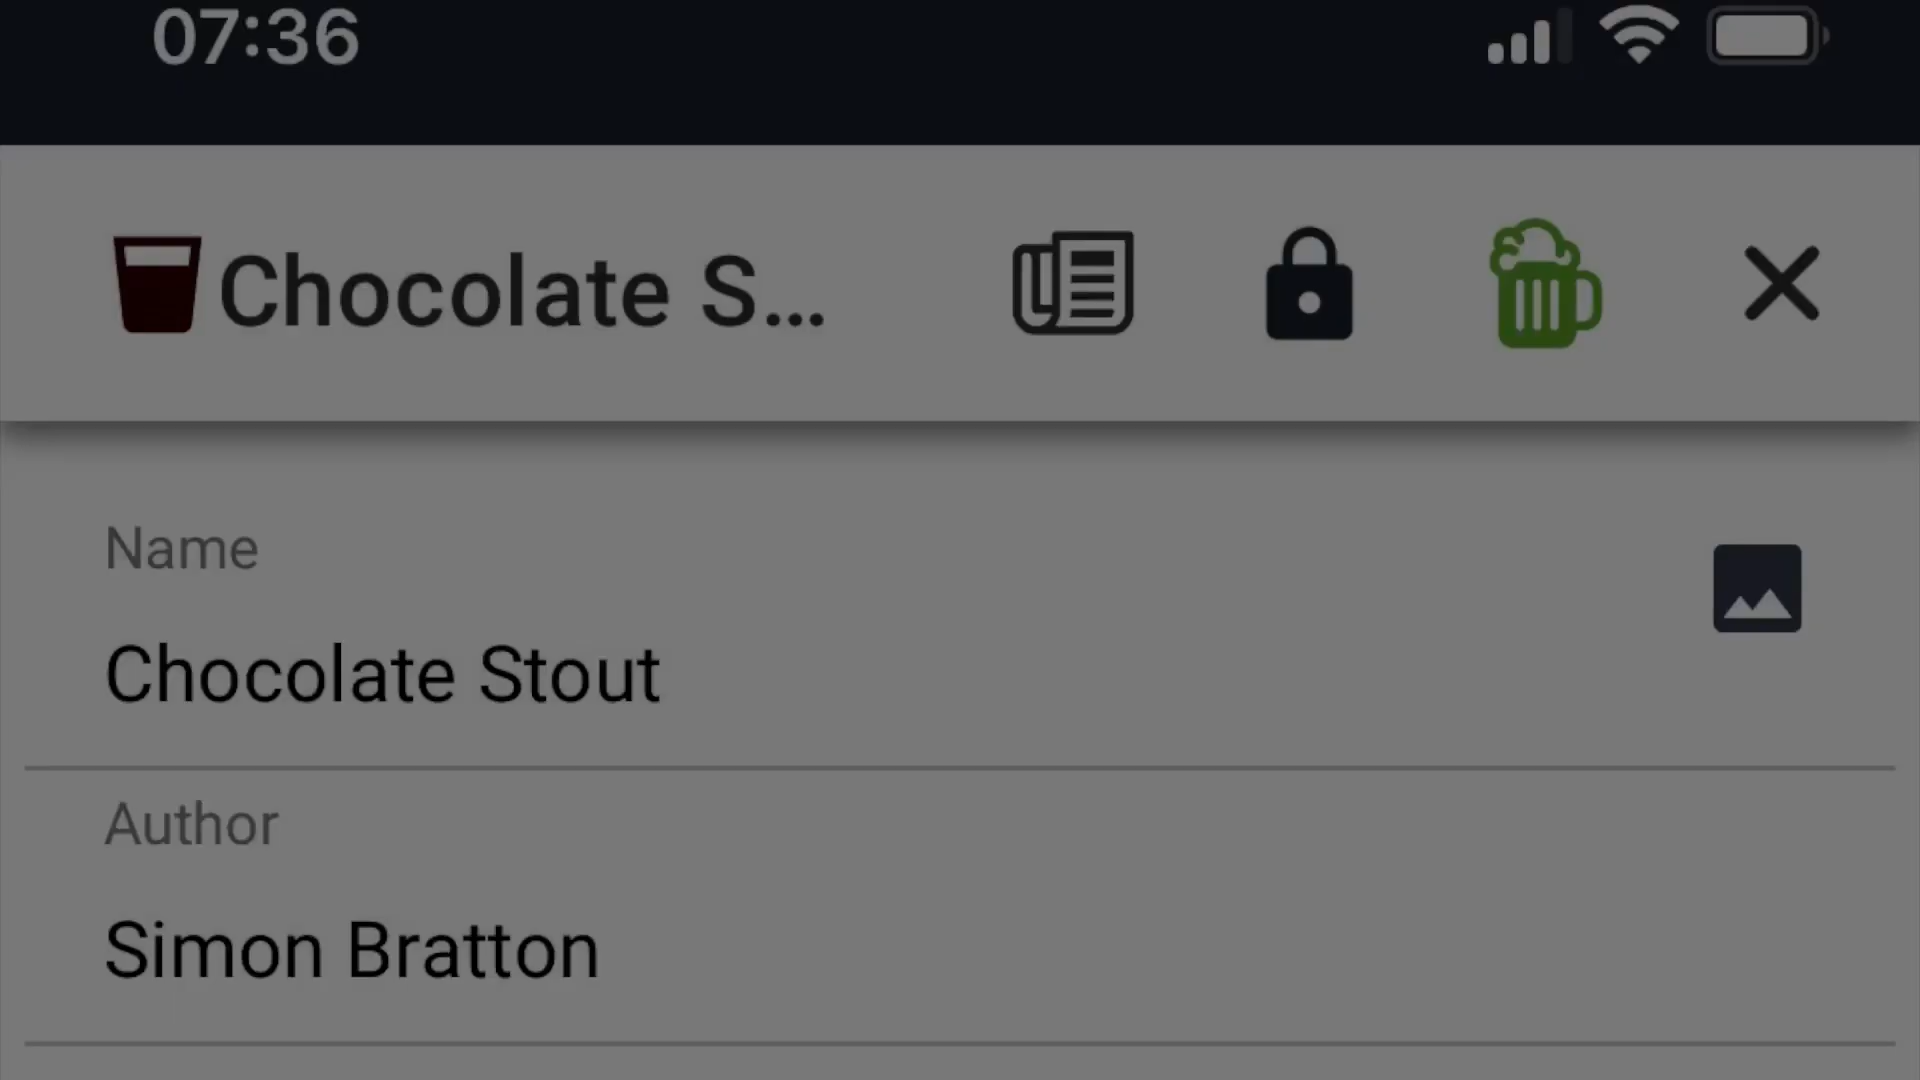 07:36
Chocolate S...
Name
Chocolate Stout
Author
Simon Bratton